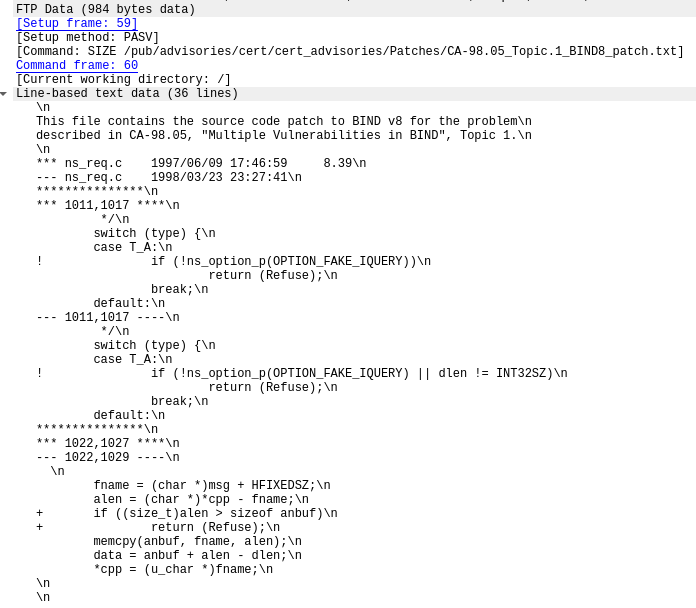 FTP Data (984 bytes data)
[Setup frame: 59]
[Setup method: PASV]
[Command: SIZE /pub/advisories/cert/cert_advisories/Patches/CA-98.05_Topic.1_BIND8_patch.txt]
Command frame: 60
[Current working directory: /]
Line-based text data (36 lines)
\n
This file contains the source code patch to BIND v8 for the problem\n
described in CA-98.05, "Multiple Vulnerabilities in BIND", Topic 1.\n
\n
*** ns_req.c    1997/06/09 17:46:59     8.39\n
--- ns_req.c    1998/03/23 23:27:41\n
***************\n
*** 1011,1017 ****\n
         */\n
        switch (type) {\n
        case T_A:\n
!               if (!ns_option_p(OPTION_FAKE_IQUERY))\n
                        return (Refuse);\n
                break;\n
        default:\n
--- 1011,1017 ----\n
         */\n
        switch (type) {\n
        case T_A:\n
!               if (!ns_option_p(OPTION_FAKE_IQUERY) || dlen != INT32SZ)\n
                        return (Refuse);\n
                break;\n
        default:\n
***************\n
*** 1022,1027 ****\n
--- 1022,1029 ----\n
  \n
        fname = (char *)msg + HFIXEDSZ;\n
        alen = (char *)*cpp - fname;\n
+       if ((size_t)alen > sizeof anbuf)\n
+               return (Refuse);\n
        memcpy(anbuf, fname, alen);\n
        data = anbuf + alen - dlen;\n
        *cpp = (u_char *)fname;\n
\n
\n